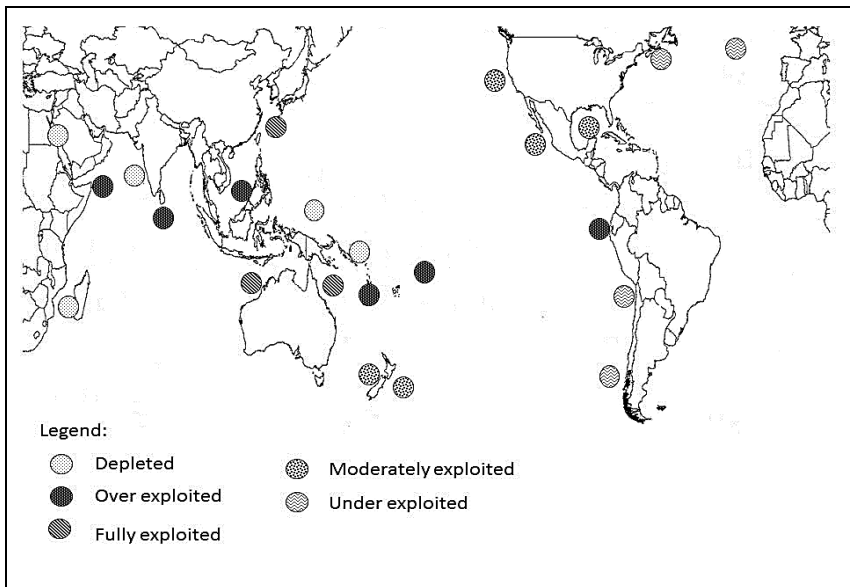 Legend:
Depleted
Over exploited
Fully exploited
Moderately exploited
Under exploited